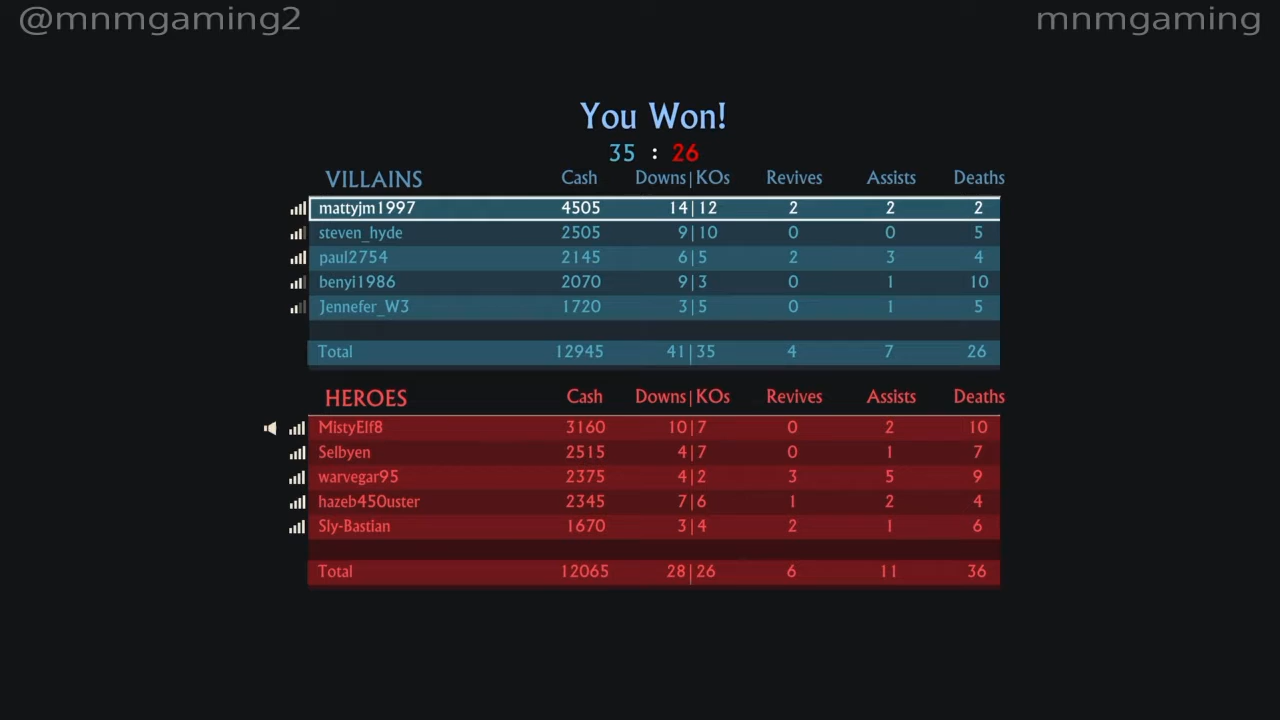 @mnmgaming2 mnmgaming
You Won!
35 : 26
VILLAINS Cash Downs|KOs Revives Assists Deaths
mattyjm1997 4505 14|12 2 2 2
steven_hyde 2505 9|10 0 0 5
paul2754 2145 6|5 2 3 4
benyi1986 2070 9|3 0 1 10
Jennefer_W3 1720 3|5 0 1 5
Total 12945 41|35 4 7 26
HEROES Cash Downs|KOs Revives Assists Deaths
MistyElf8 3160 10|7 0 2 10
Selbyen 2515 4|7 0 1 7
warvegar95 2375 4|2 3 5 9
hazeb450uster 2345 7|6 1 2 4
Sly-Bastian 1670 3|4 2 1 6
Total 12065 28|26 6 11 36